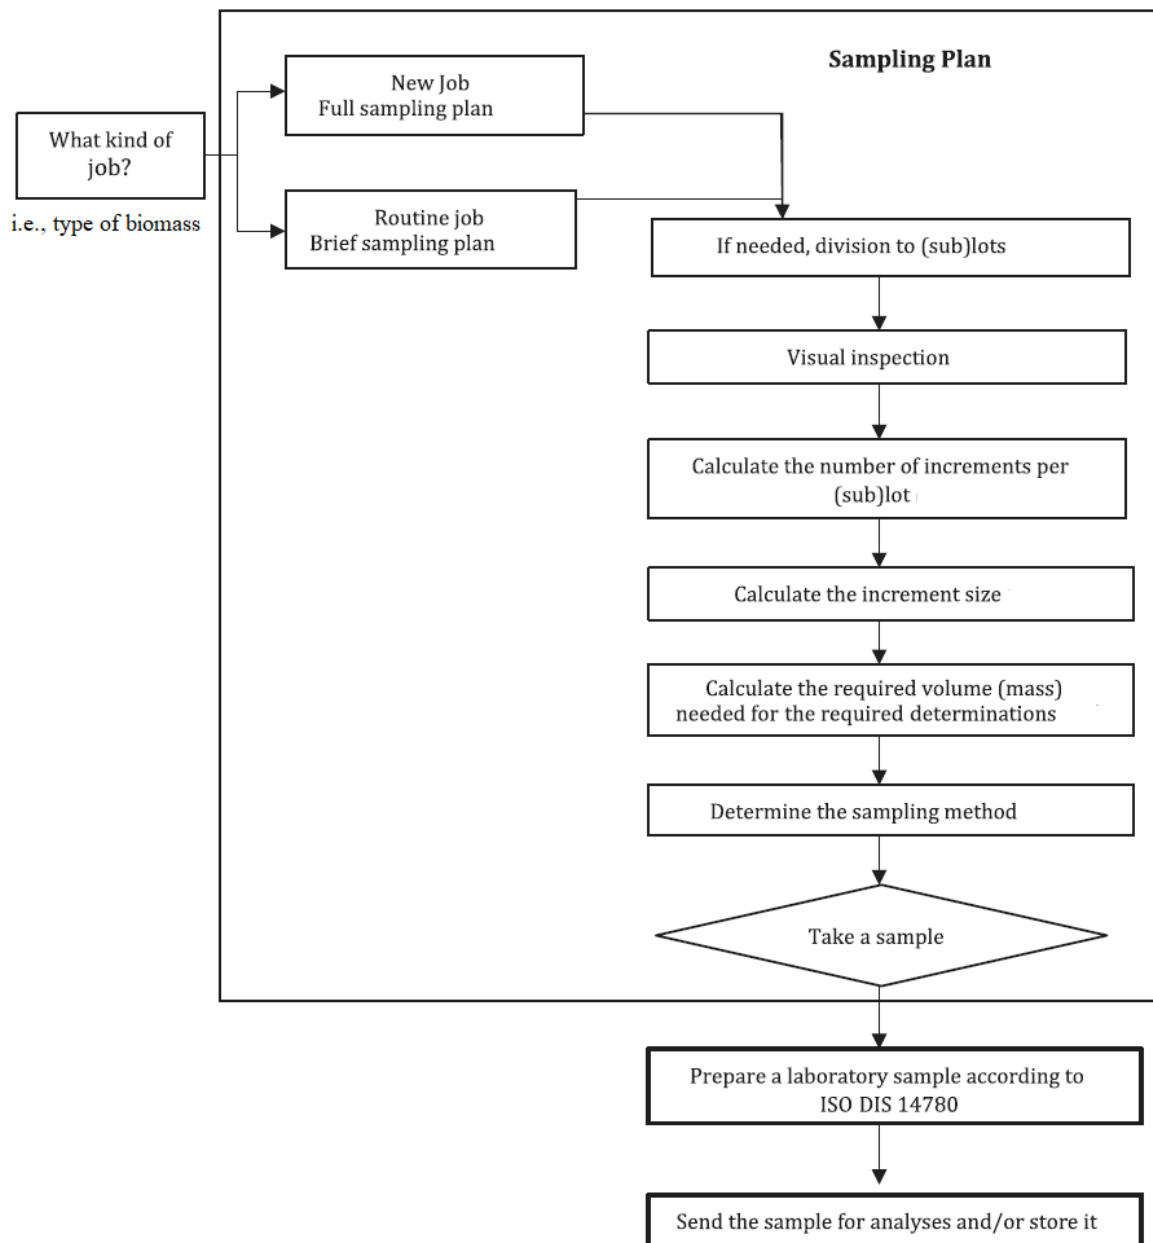 Sampling Plan
New Job
Full sampling plan
What kind of
job?
i.e., type of biomass
Routine job
Brief sampling plan
If needed, division to (sub)lots
Visual inspection
Calculate the number of increments per
(sub)lot
Calculate the increment size
Calculate the required volume (mass)
needed for the required determinations
Determine the sampling method
Take a sample
Prepare a laboratory sample according to
ISO DIS 14780
Send the sample for analyses and/or store it